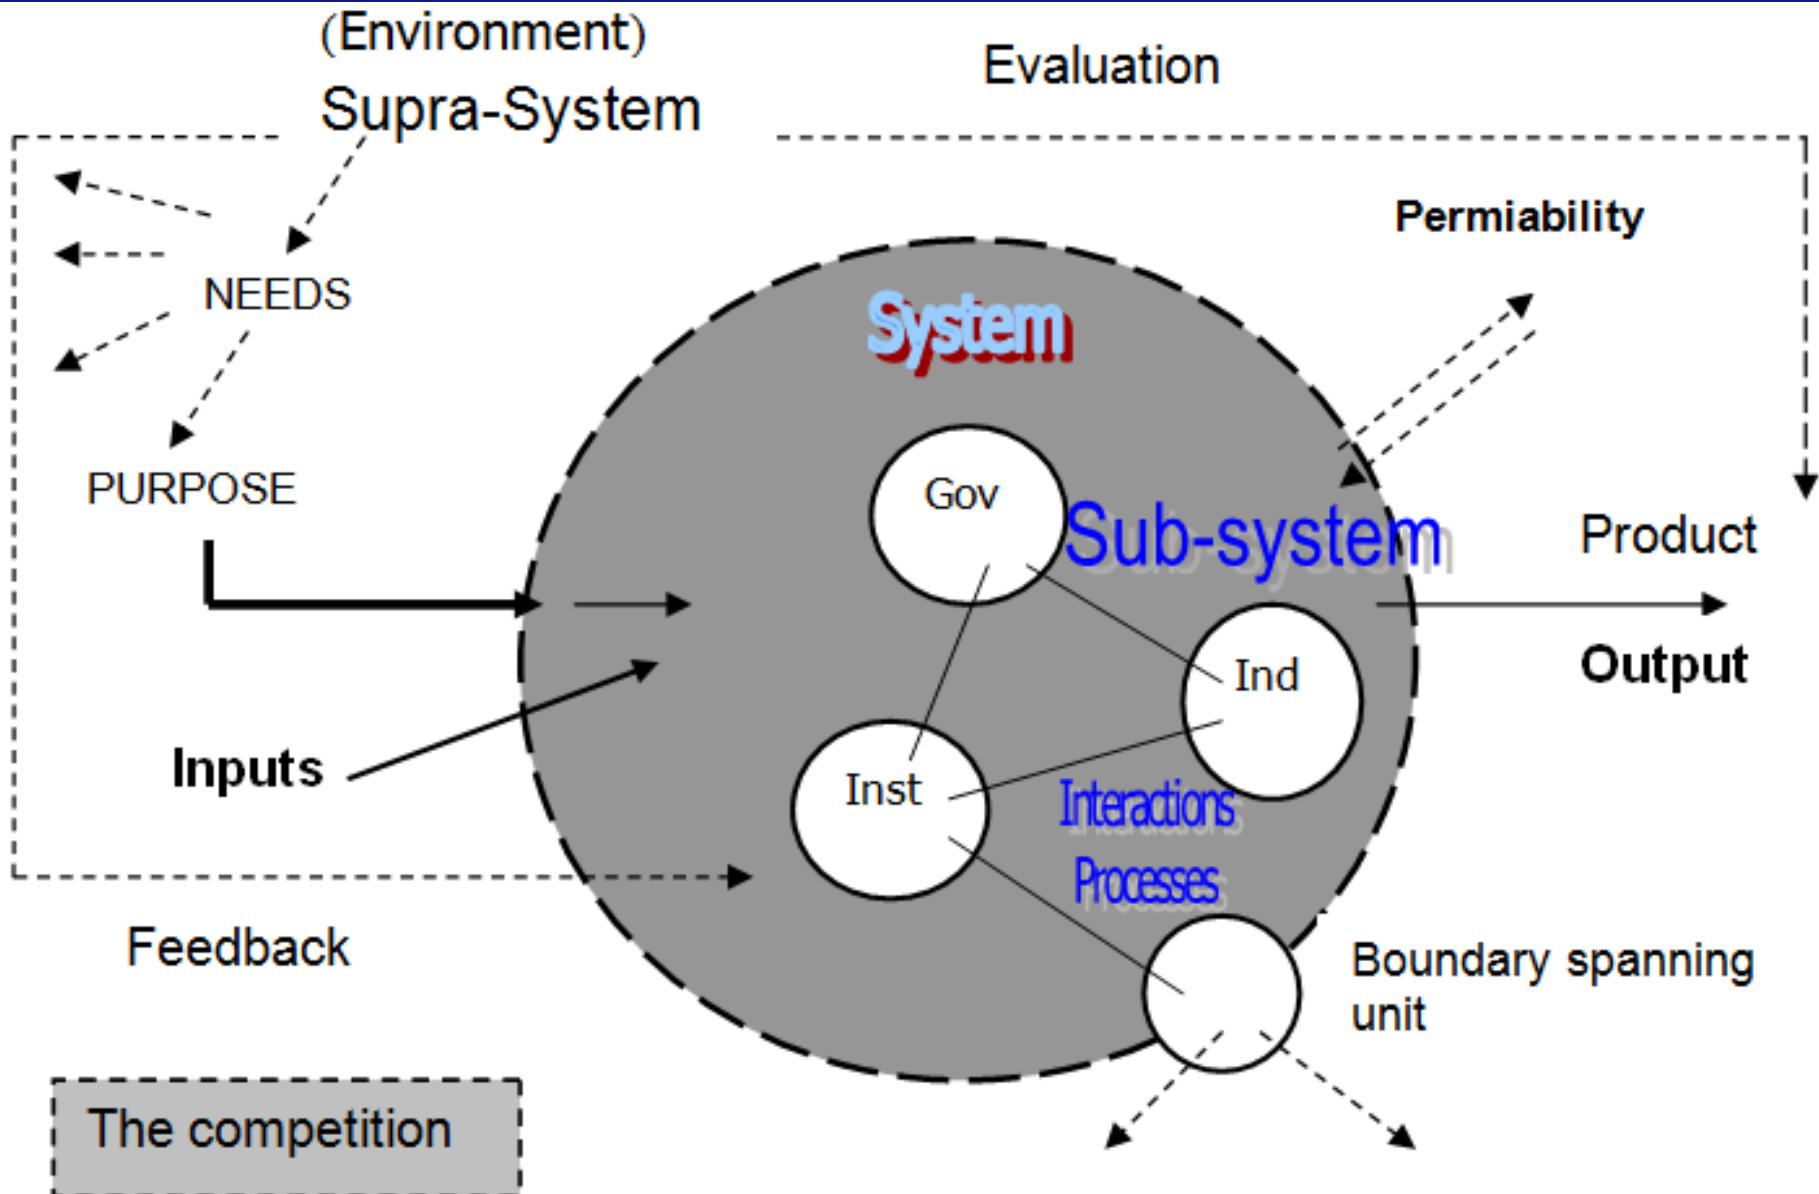 (Environment)
Supra-System
Evaluation
Permiability
NEEDS
System
PURPOSE
Gov
Sub-system
Product
Output
Ind
Inputs
Inst
Interactions
Processes
Feedback
Boundary spanning
unit
The competition